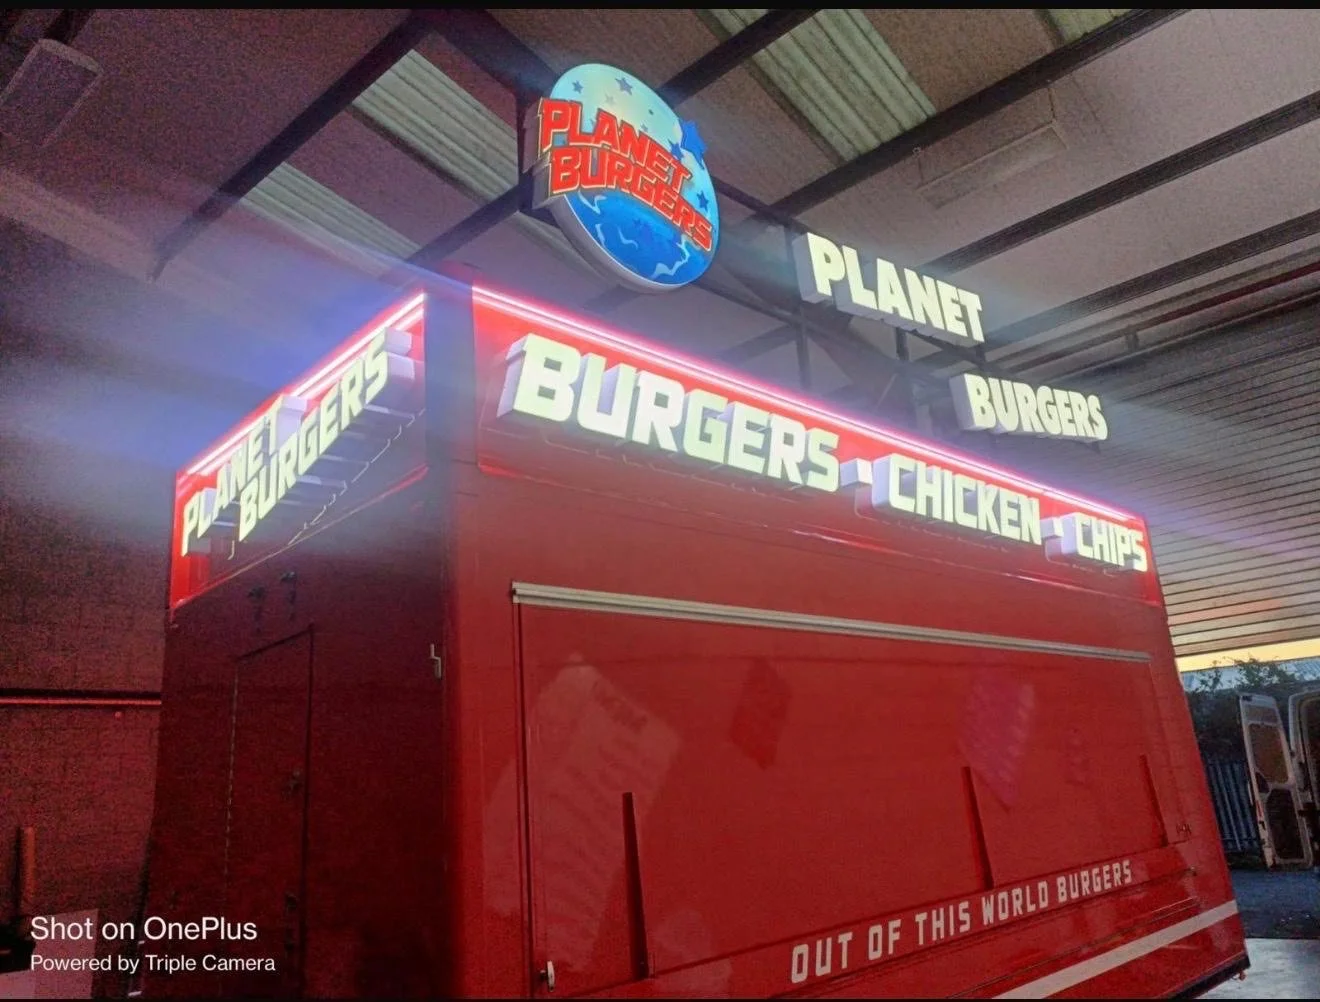 PLANET
BURGERS
PLANET
BURGERS
PLANET
BURGERS
BURGERS - CHICKEN - CHIPS
OUT OF THIS WORLD BURGERS
Shot on OnePlus
Powered by Triple Camera